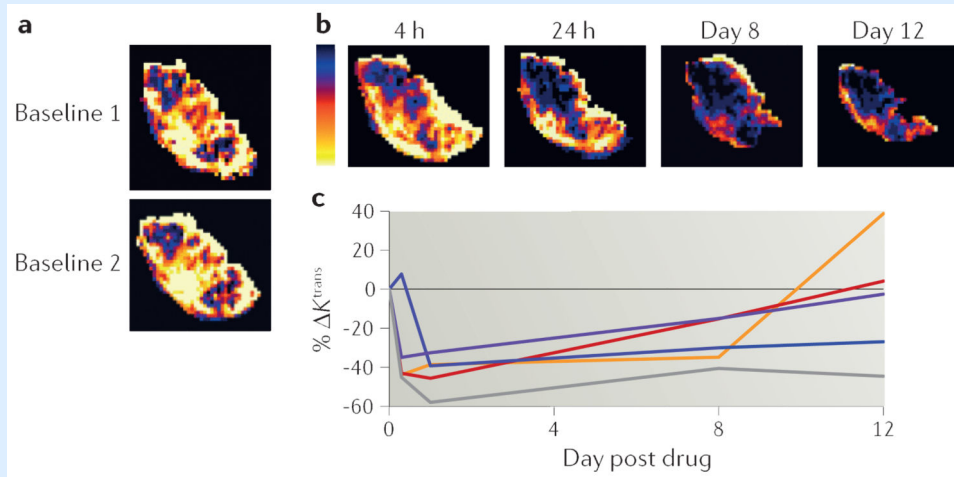 a
Baseline 1
Baseline 2
b
4 h
24 h
Day 8
Day 12
c
% ΔK^trans
40
20
0
-20
-40
-60
0
4
8
12
Day post drug